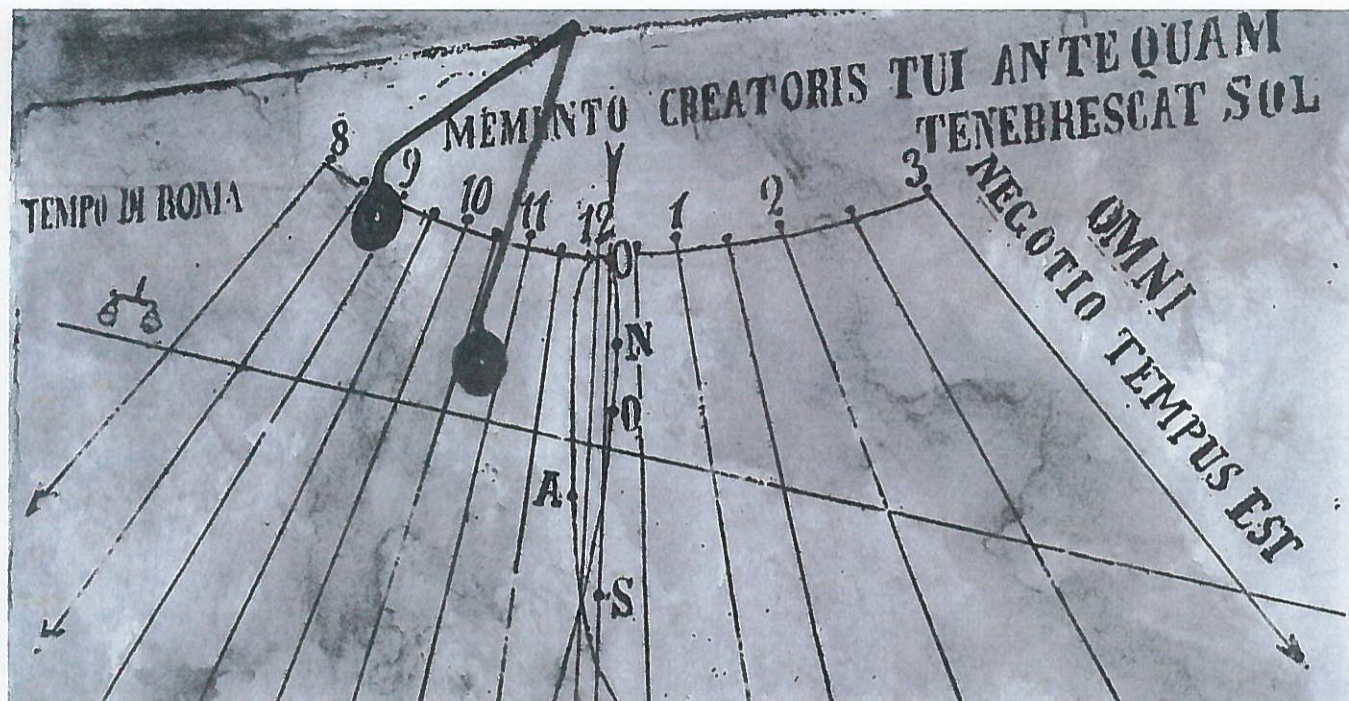 MEMENTO CREATORIS TUI ANTEQUAM
TENEBRESCAT SOL
TEMPO DI ROMA
8 9 10 11 12 1 2 3
OMNI
NEGOTIO TEMPUS EST
O
N
O
A
S